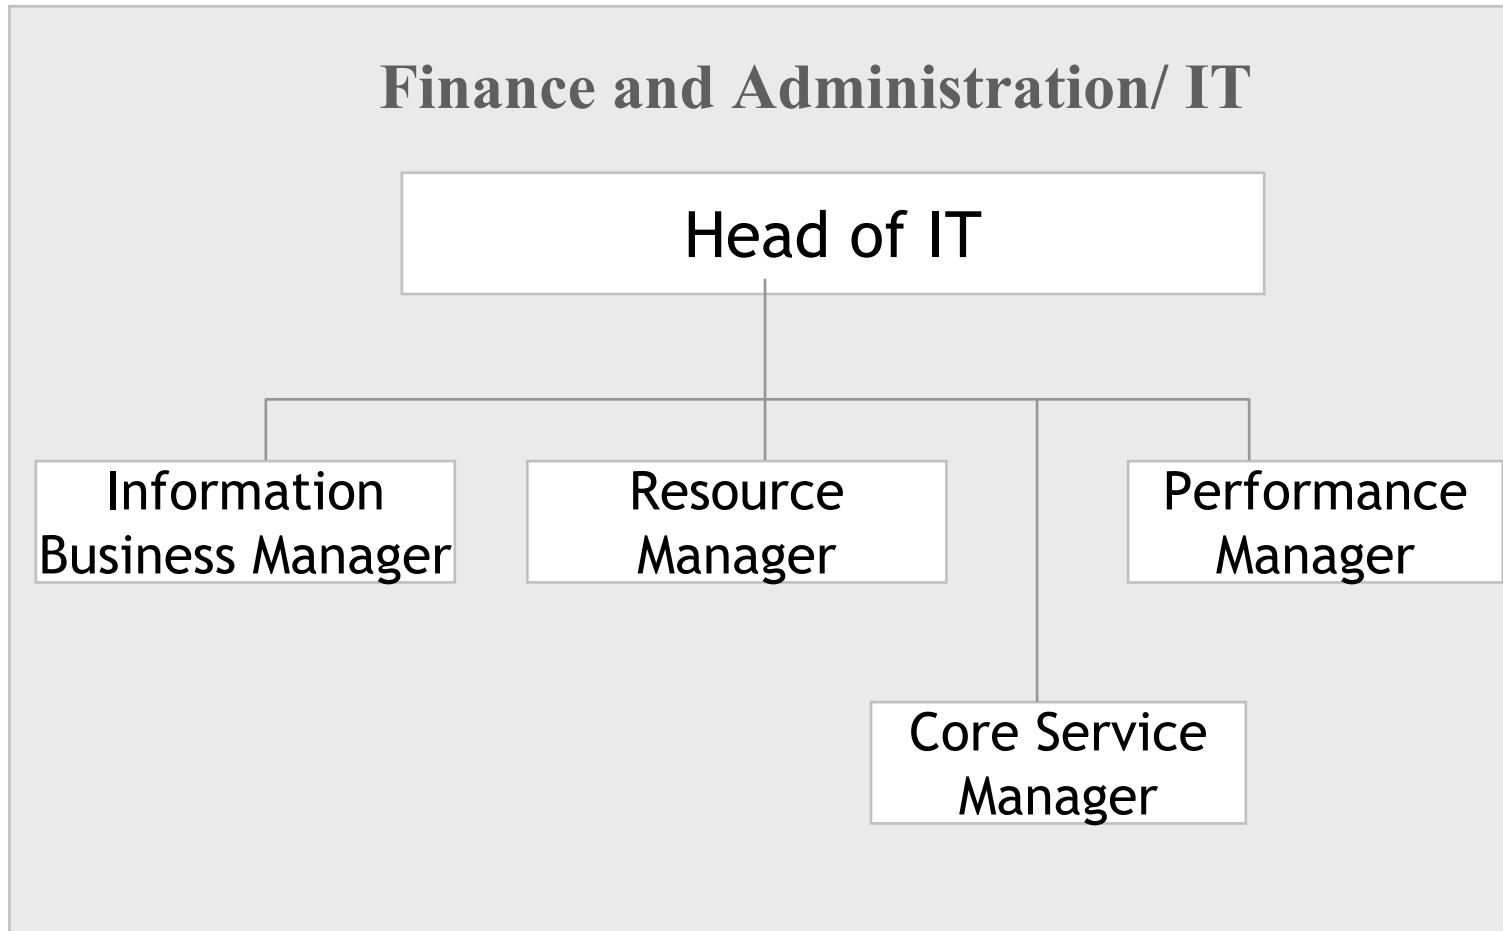 Finance and Administration/ IT
Head of IT
Information
Business Manager
Resource
Manager
Performance
Manager
Core Service
Manager